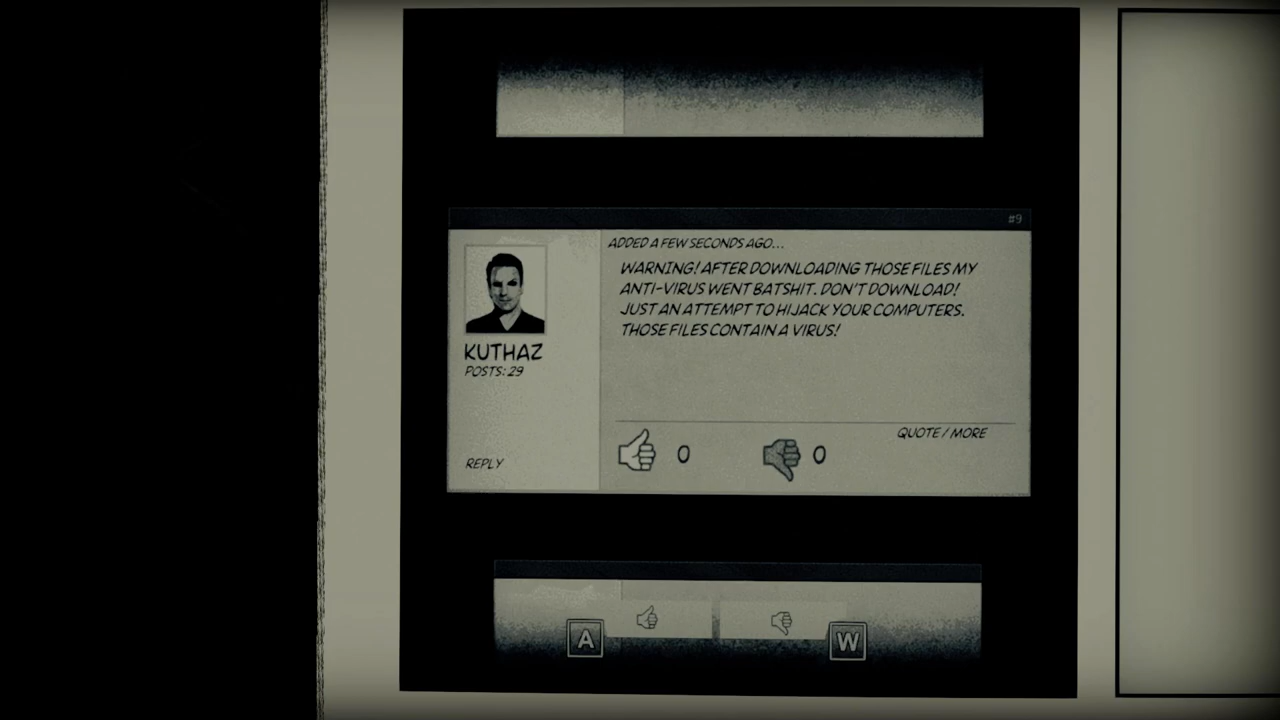 #9
ADDED A FEW SECONDS AGO...
WARNING! AFTER DOWNLOADING THOSE FILES MY
ANTI-VIRUS WENT BATSHIT. DON'T DOWNLOAD!
JUST AN ATTEMPT TO HIJACK YOUR COMPUTERS.
THOSE FILES CONTAIN A VIRUS!
KUTHAZ
POSTS: 29
QUOTE / MORE
REPLY
0
0
A
W